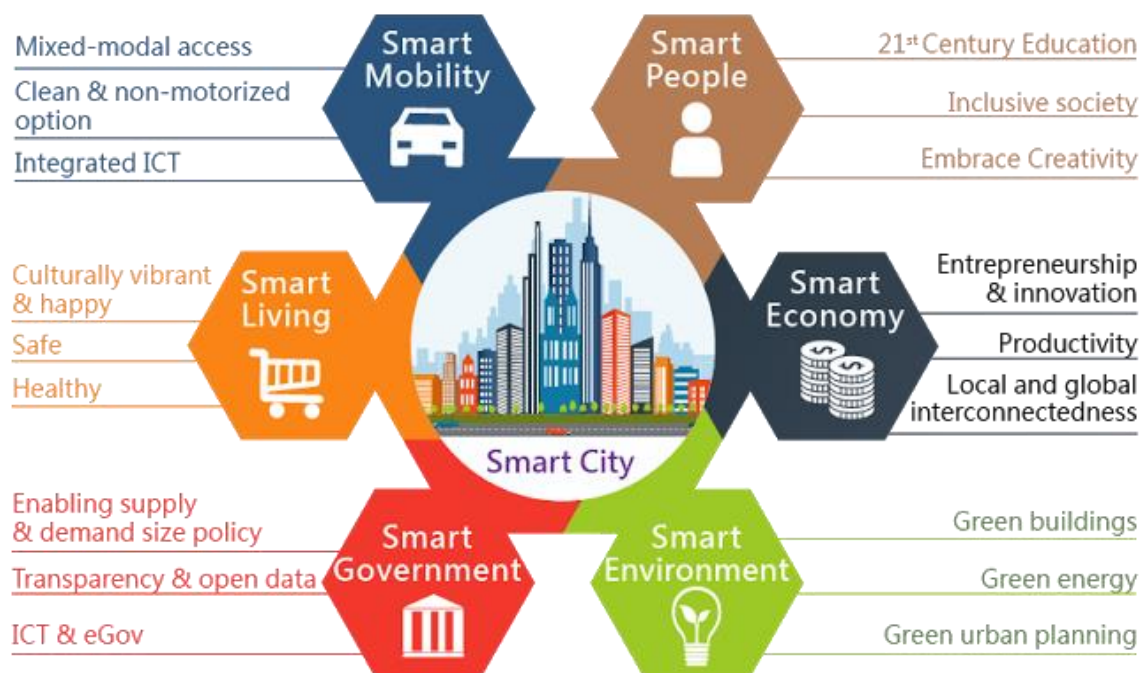 Mixed-modal access
Clean & non-motorized
option
Integrated ICT
Smart
Mobility
Smart
People
21st Century Education
Inclusive society
Embrace Creativity
Culturally vibrant
& happy
Safe
Healthy
Smart
Living
Smart
Economy
Entrepreneurship
& innovation
Productivity
Local and global
interconnectedness
Smart City
Enabling supply
& demand size policy
Transparency & open data
ICT & eGov
Smart
Government
Smart
Environment
Green buildings
Green energy
Green urban planning